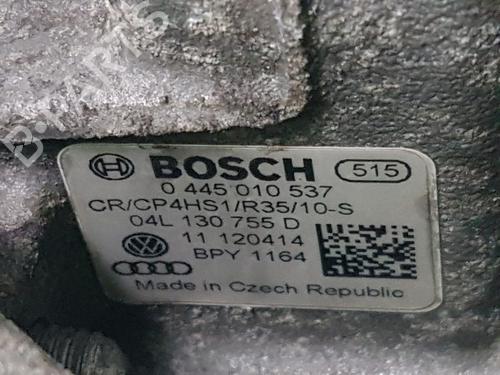 B-PARTS
BOSCH 515
0 445 010 537
CR/CP4HS1/R35/10-S
04L 130 755 D
11 120414
BPY 1164
Made in Czech Republic